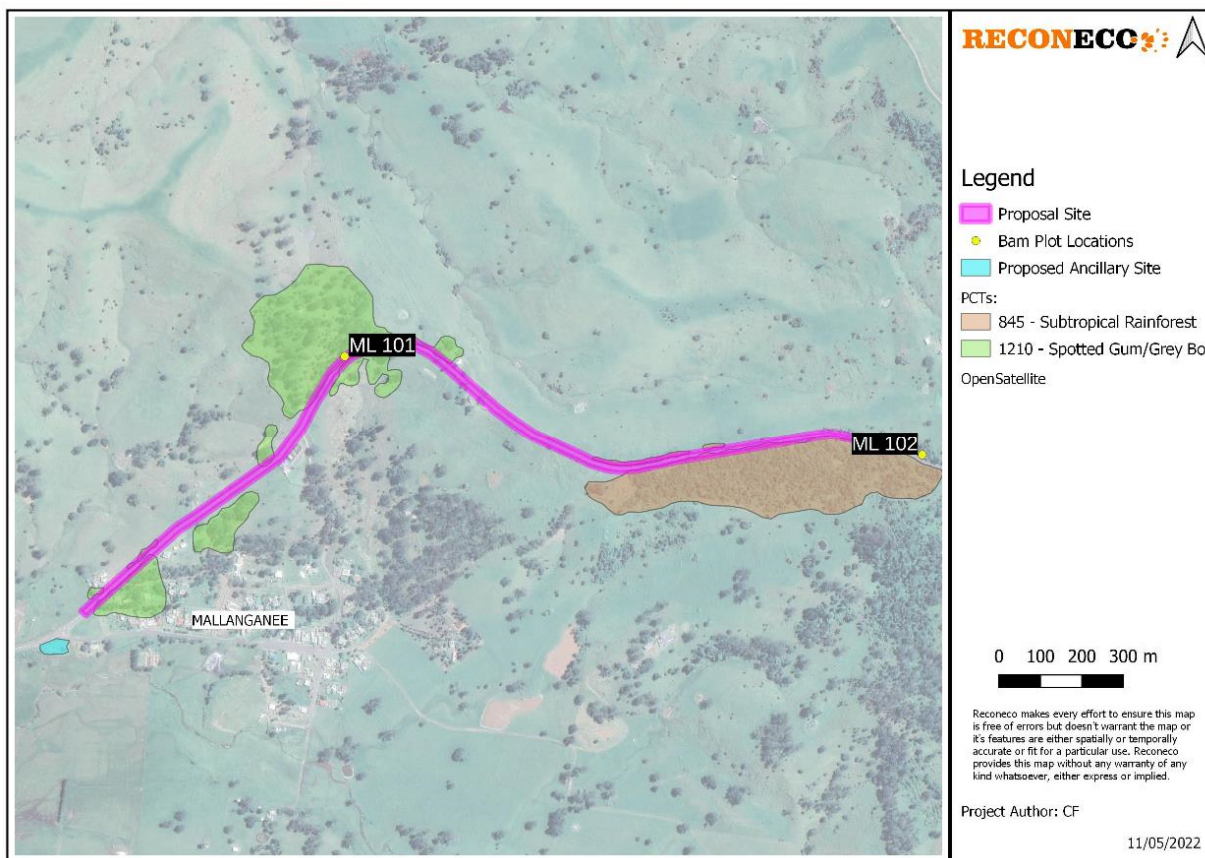 RECONECO
Legend
Proposal Site
Bam Plot Locations
Proposed Ancillary Site
PCTs:
845 - Subtropical Rainforest
1210 - Spotted Gum/Grey Bo
OpenSatellite
ML 101
ML 102
MALLANGANEE
0 100 200 300 m
Reconeco makes every effort to ensure this map
is free of errors but doesn't warrant the map or
it's features are either spatially or temporally
accurate or fit for a particular use. Reconeco
provides this map without any warranty of any
kind whatsoever, either express or implied.
Project Author: CF
11/05/2022